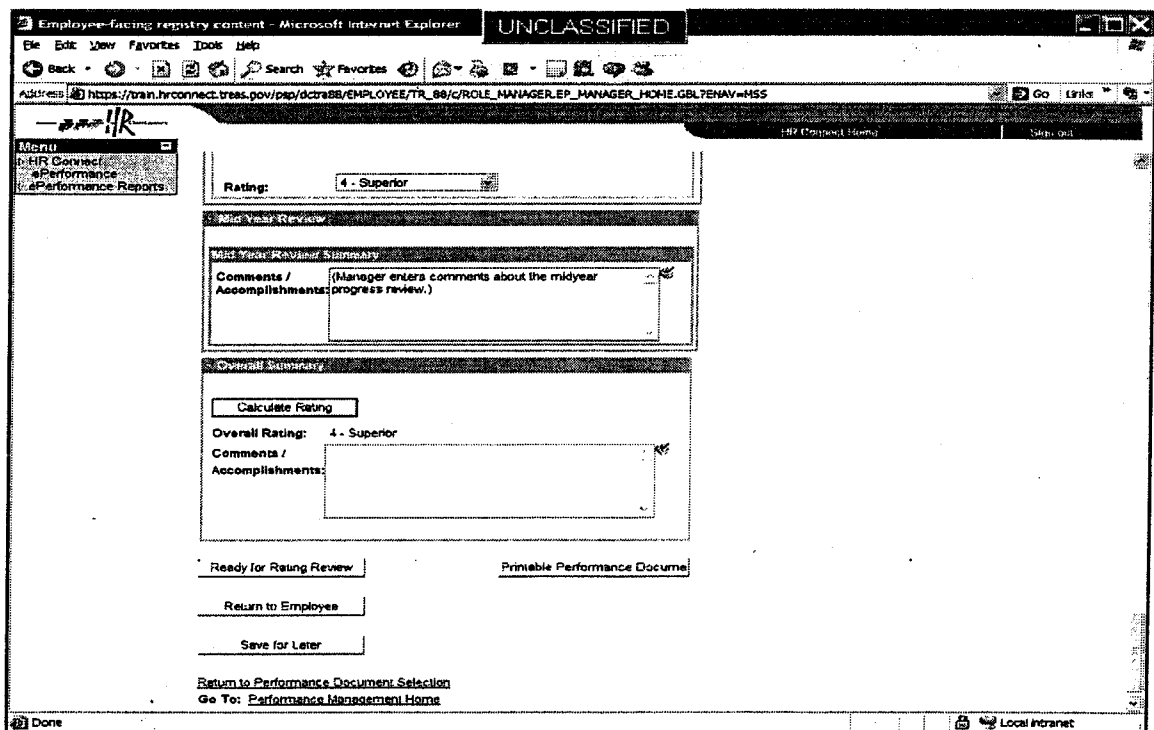 Employee-facing registry content - Microsoft Internet Explorer
UNCLASSIFIED
File Edit View Favorites Tools Help
Back Search Favorites
Address https://train.hrconnect.treas.gov/psp/dctra88/EMPLOYEE/TR_88/c/ROLE_MANAGER.EP_MANAGER_HOME.GBL?ENAV=MSS Go Links
HR
HR Connect Home Sign out
Menu
HR Connect
ePerformance
ePerformance Reports
Rating: 4 - Superior
Mid Year Review
Mid Year Review Summary
Comments / (Manager enters comments about the midyear
Accomplishments: progress review.)
Overall Summary
Calculate Rating
Overall Rating: 4 - Superior
Comments /
Accomplishments:
Ready for Rating Review Printable Performance Docume
Return to Employee
Save for Later
Return to Performance Document Selection
Go To: Performance Management Home
Done Local intranet